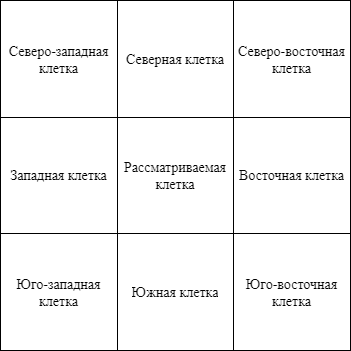 Северо-западная
клетка
Северная клетка
Северо-восточная
клетка
Западная клетка
Рассматриваемая
клетка
Восточная клетка
Юго-западная
клетка
Южная клетка
Юго-восточная
клетка